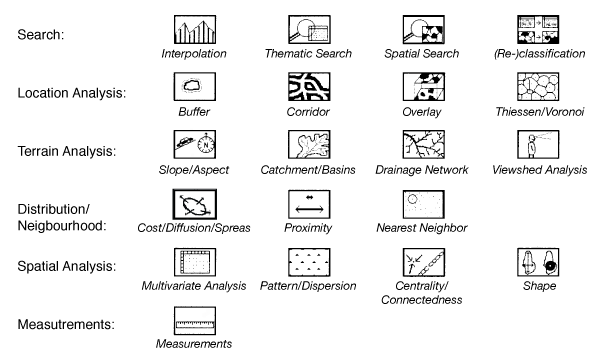 Search:
Interpolation Thematic Search Spatial Search (Re-)classification
Location Analysis:
Buffer Corridor Overlay Thiessen/Voronoi
Terrain Analysis:
N
Slope/Aspect Catchment/Basins Drainage Network Viewshed Analysis
Distribution/
Neigbourhood:
Cost/Diffusion/Spreas Proximity Nearest Neighbor
Spatial Analysis:
Multivariate Analysis Pattern/Dispersion Centrality/ Shape
Connectedness
Measutrements:
Measurements